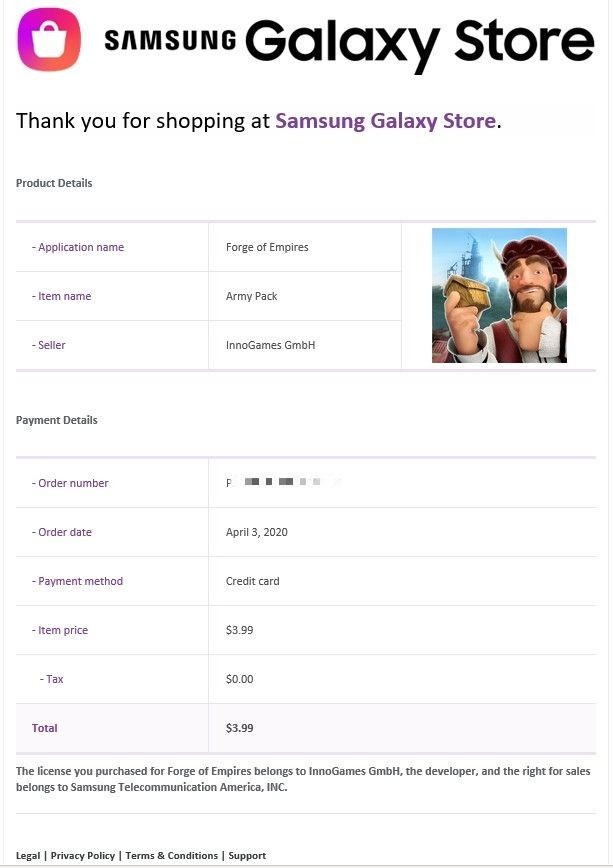 SAMSUNG Galaxy Store
Thank you for shopping at Samsung Galaxy Store.
Product Details
- Application name Forge of Empires
- Item name Army Pack
- Seller InnoGames GmbH
Payment Details
- Order number P
- Order date April 3, 2020
- Payment method Credit card
- Item price $3.99
- Tax $0.00
Total $3.99
The license you purchased for Forge of Empires belongs to InnoGames GmbH, the developer, and the right for sales
belongs to Samsung Telecommunication America, INC.
Legal | Privacy Policy | Terms & Conditions | Support